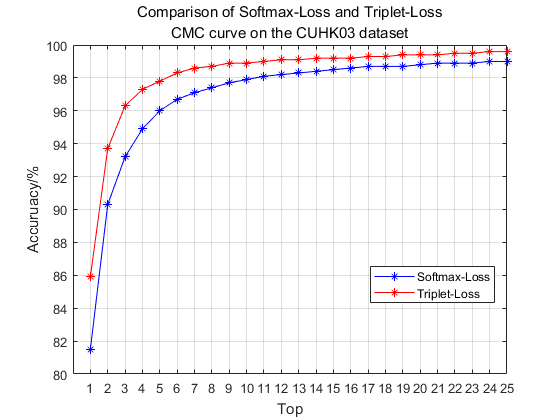 Comparison of Softmax-Loss and Triplet-Loss
CMC curve on the CUHK03 dataset
100
98
96
94
92
90
88
86
84
82
80
Accuruacy/%
Softmax-Loss
Triplet-Loss
1 2 3 4 5 6 7 8 9 10 11 12 13 14 15 16 17 18 19 20 21 22 23 24 25
Top